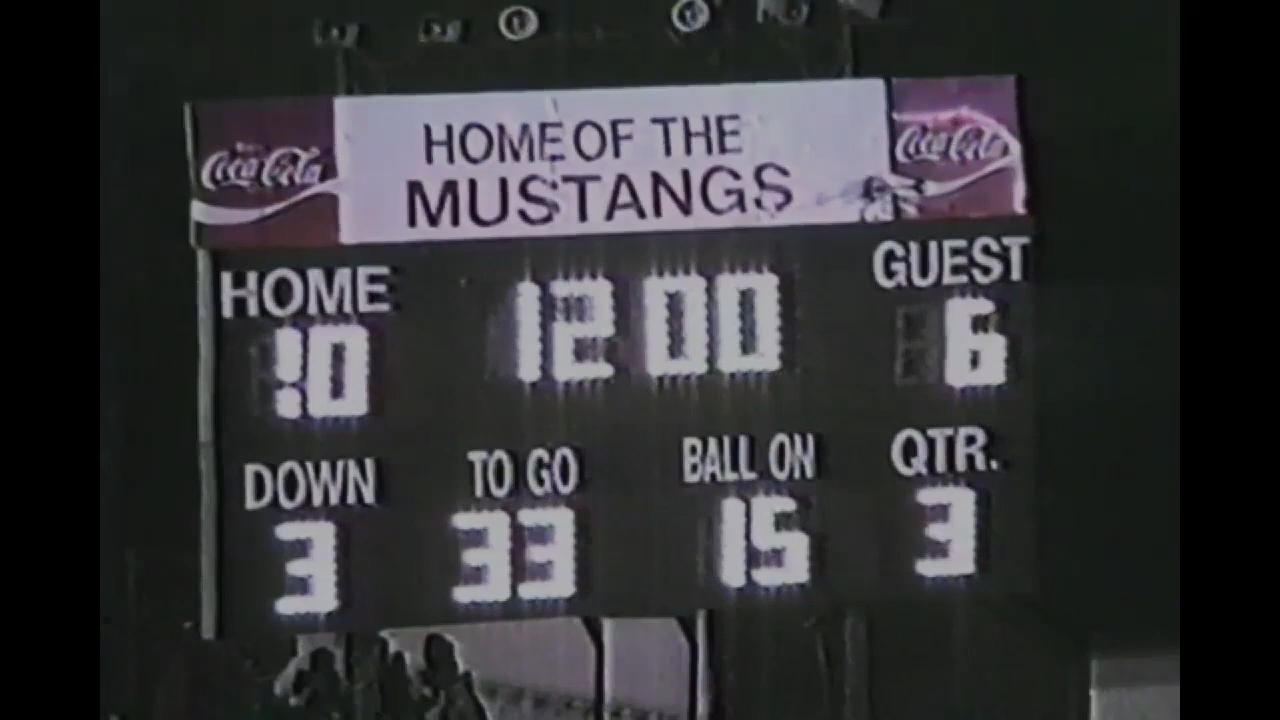 Coca-Cola
HOME OF THE
MUSTANGS
Coca-Cola
HOME
12 00
GUEST
10
6
DOWN
TO GO
BALL ON
QTR.
3
33
15
3